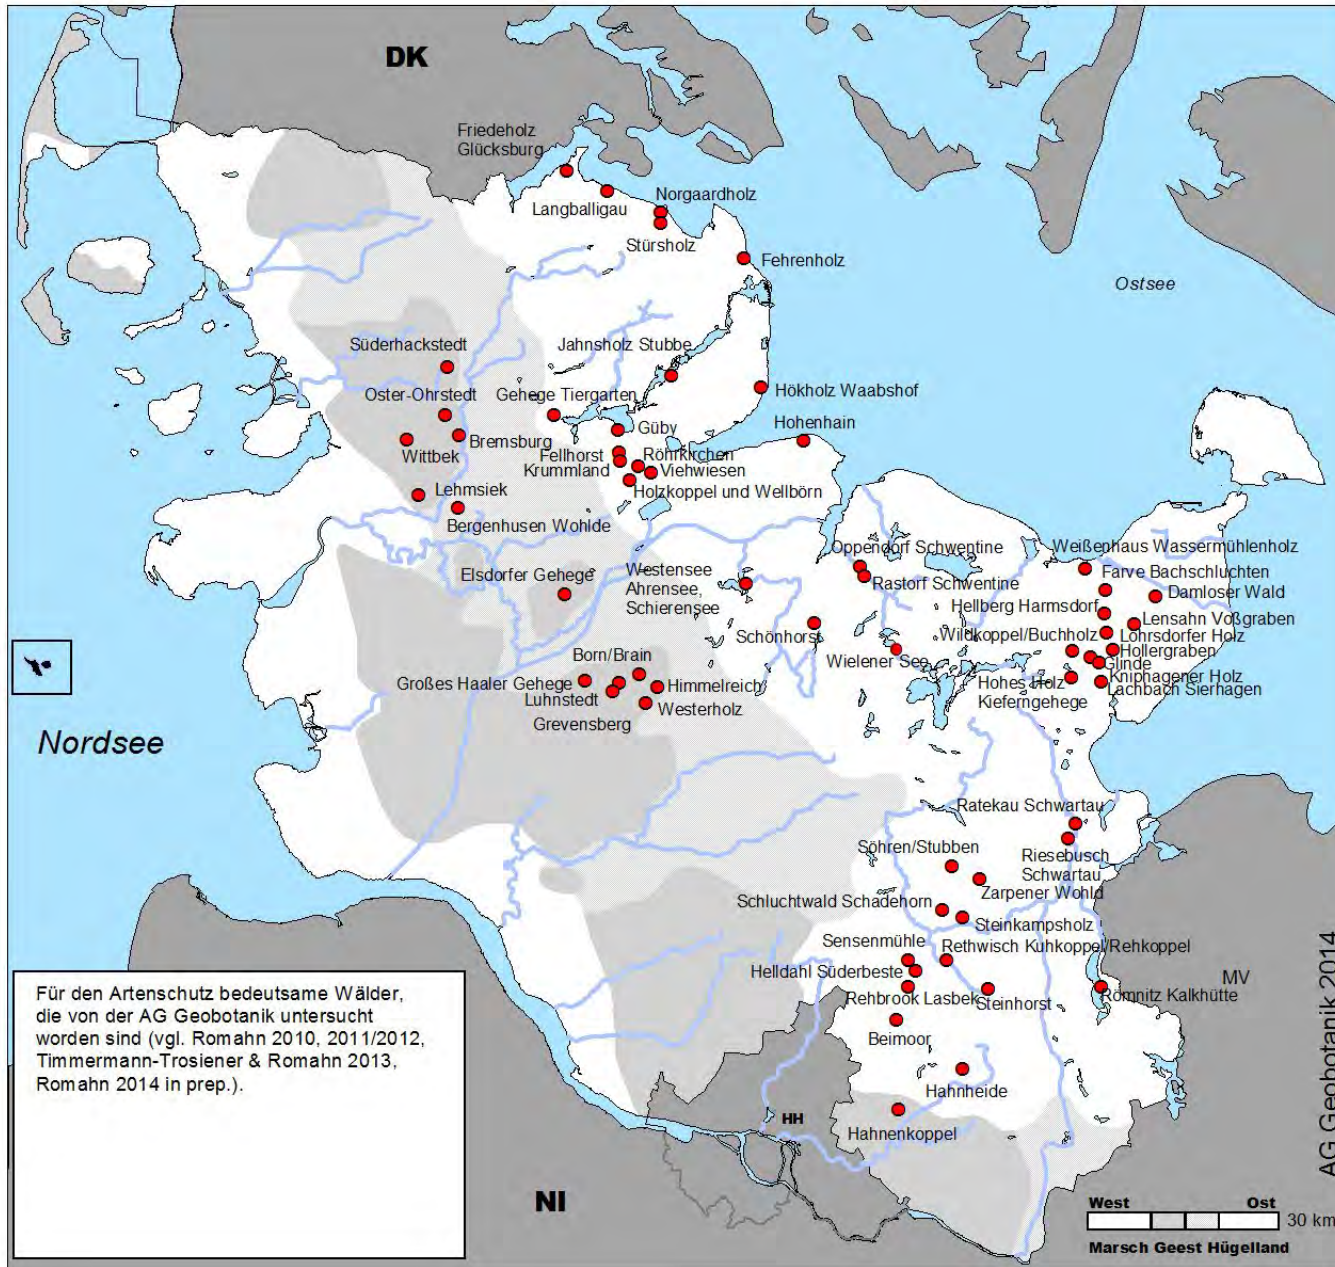 DK
Friedeholz
Glücksburg
Langballigau
Norgaardholz
Stürsholz
Fehrenholz
Ostsee
Jahnsholz Stubbe
Süderhackstedt
Oster-Ohrstedt
Gehege Tiergarten
Hökholz Waabshof
Hohenhain
Güby
Bremsburg
Wittbek
Fellhorst
Krummland
Röhrkirchen
Viehwiesen
Holzkoppel und Wellbörn
Lehmsiek
Bergenhusen Wohlde
Elsdorfer Gehege
Westensee
Ahrensee,
Schierensee
Oppendorf Schwentine
Rastorf Schwentine
Weißenhaus Wassermühlenholz
Farve Bachschluchten
Damloser Wald
Hellberg Harmsdorf
Lensahn Voßgraben
Schönhorst
Wildkoppel/Buchholz
Löhrsdorfer Holz
Wielener See
Hollergraben
Glinde
Kniphagener Holz
Hohes Holz
Kieferngehege
Lachbach Sierhagen
Born/Brain
Großes Haaler Gehege
Himmelreich
Luhnstedt
Westerholz
Grevensberg
Nordsee
Ratekau Schwartau
Söhren/Stubben
Riesebusch
Schwartau
Zarpener Wohld
Schluchtwald Schadehorn
Steinkampsholz
Sensenmühle
Rethwisch Kuhkoppel/Rehkoppel
Helldahl Süderbeste
Rehbrook Lasbek
Steinhorst
Römnitz Kalkhütte
MV
Beimoor
Hahnheide
Hahnenkoppel
HH
NI
Für den Artenschutz bedeutsame Wälder,
die von der AG Geobotanik untersucht
worden sind (vgl. Romahn 2010, 2011/2012,
Timmermann-Trosiener & Romahn 2013,
Romahn 2014 in prep.).
West Ost
30 km
Marsch Geest Hügelland
AG Geobotanik 2014